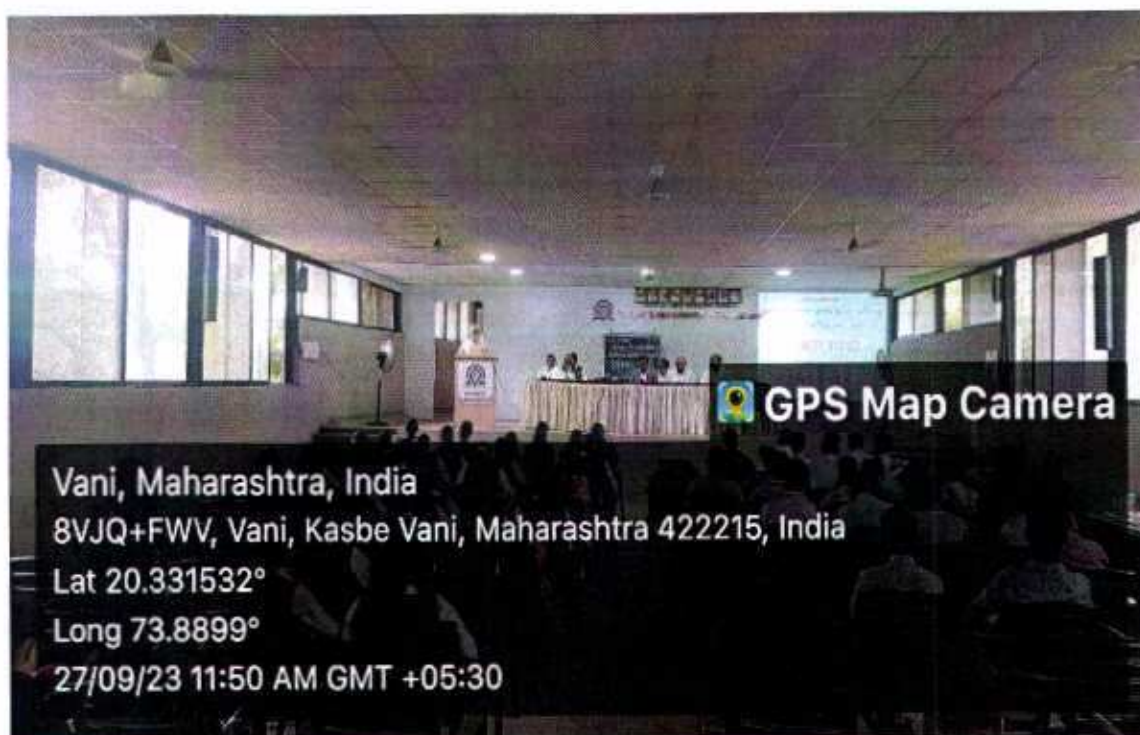 GPS Map Camera
Vani, Maharashtra, India
8VJQ+FWV, Vani, Kasbe Vani, Maharashtra 422215, India
Lat 20.331532°
Long 73.8899°
27/09/23 11:50 AM GMT +05:30